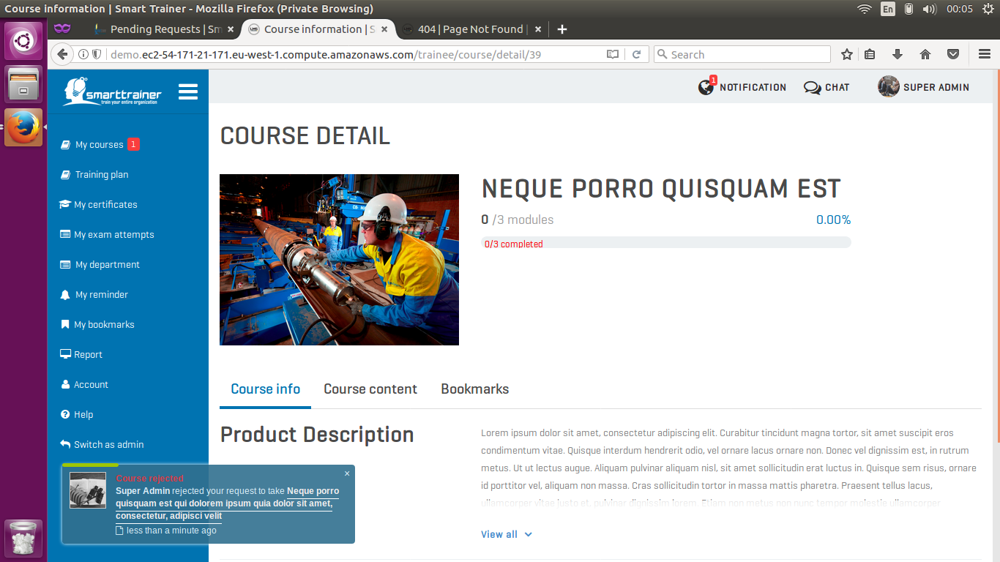 Course information | Smart Trainer - Mozilla Firefox (Private Browsing)
En
00:05
Pending Requests | Sm
Course information | S
404 | Page Not Found |
demo.ec2-54-171-21-171.eu-west-1.compute.amazonaws.com/trainee/course/detail/39
Search
smarttrainer
train your entire organization
1
NOTIFICATION
CHAT
SUPER ADMIN
My courses 1
Training plan
My certificates
My exam attempts
My department
My reminder
My bookmarks
Report
Account
Help
Switch as admin
COURSE DETAIL
NEQUE PORRO QUISQUAM EST
0 /3 modules
0.00%
0/3 completed
Course info
Course content
Bookmarks
Product Description
Lorem ipsum dolor sit amet, consectetur adipiscing elit. Curabitur tincidunt magna tortor, sit amet suscipit eros
condimentum vitae. Quisque interdum hendrerit odio, vel ornare lacus ornare non. Donec vel dignissim est, in rutrum
metus. Ut ut lectus augue. Aliquam pulvinar aliquam nisl, sit amet sollicitudin erat luctus in. Quisque sem risus, ornare
id porttitor vel, aliquam non massa. Cras sollicitudin tortor in massa mattis pharetra. Praesent tellus lacus,
ullamcorper vitae justo et, pulvinar dignissim lorem. Etiam non metus non nunc tempor molestie ullamcorper
View all
Course rejected
Super Admin rejected your request to take Neque porro
quisquam est qui dolorem ipsum quia dolor sit amet,
consectetur, adipisci velit
less than a minute ago